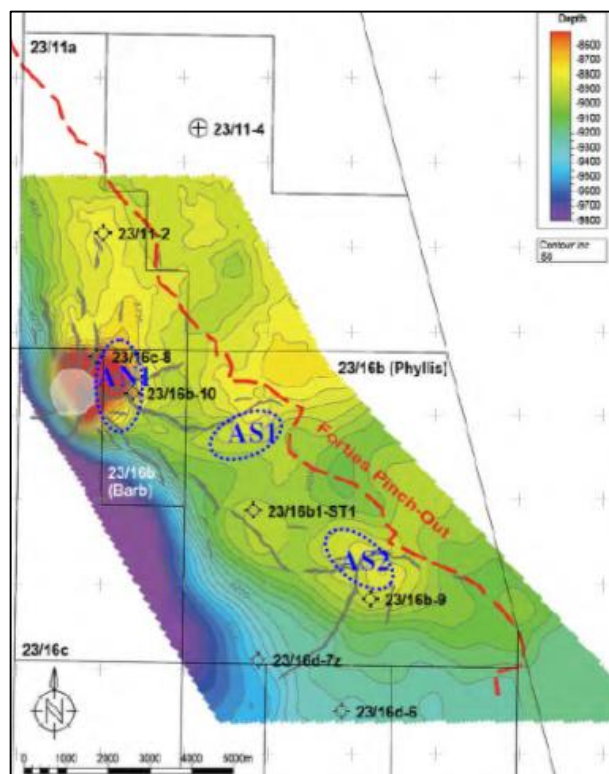 Depth
23/11a
-8600
-8700
-8800
-8900
-9000
-9100
-9200
-9300
-9400
-9500
-9600
-9700
-9800
23/11-4
23/11-2
23/16c-8
AN1
23/16b-10
23/16b (Phyllis)
AS1
Forties Pinch-Out
23/16b
(Barb)
23/16b1-ST1
AS2
23/16b-9
23/16c
23/16d-7z
23/16d-6
N
0 1000 2000 3000 4000 5000m